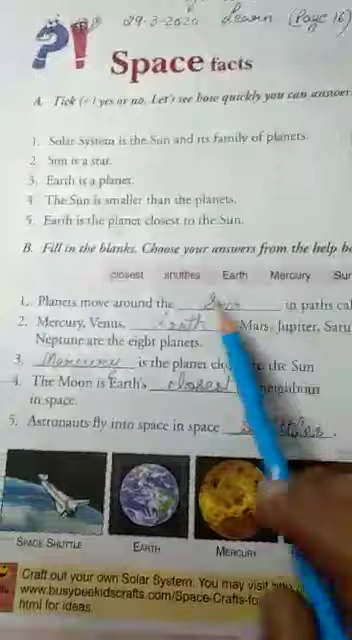 29-3-2020 Learn (Page 16)
?!
Space facts
A. Tick (✓) yes or no. Let's see how quickly you can answer
1. Solar System is the Sun and its family of planets.
2. Sun is a star.
3. Earth is a planet.
4. The Sun is smaller than the planets.
5. Earth is the planet closest to the Sun.
B. Fill in the blanks. Choose your answers from the help b
closest shuttles Earth Mercury Sun
1. Planets move around the Sun in paths cal
2. Mercury, Venus, Earth Mars, Jupiter, Satu
Neptune are the eight planets.
3. Mercury is the planet the Sun
4. The Moon is Earth's closest neighbour
in space.
5. Astronauts fly into space in space shuttles.
SPACE SHUTTLE EARTH MERCURY
Craft out your own Solar System. You may visit
www.busybeekidscrafts.com/Space-Crafts-fo
html for ideas.